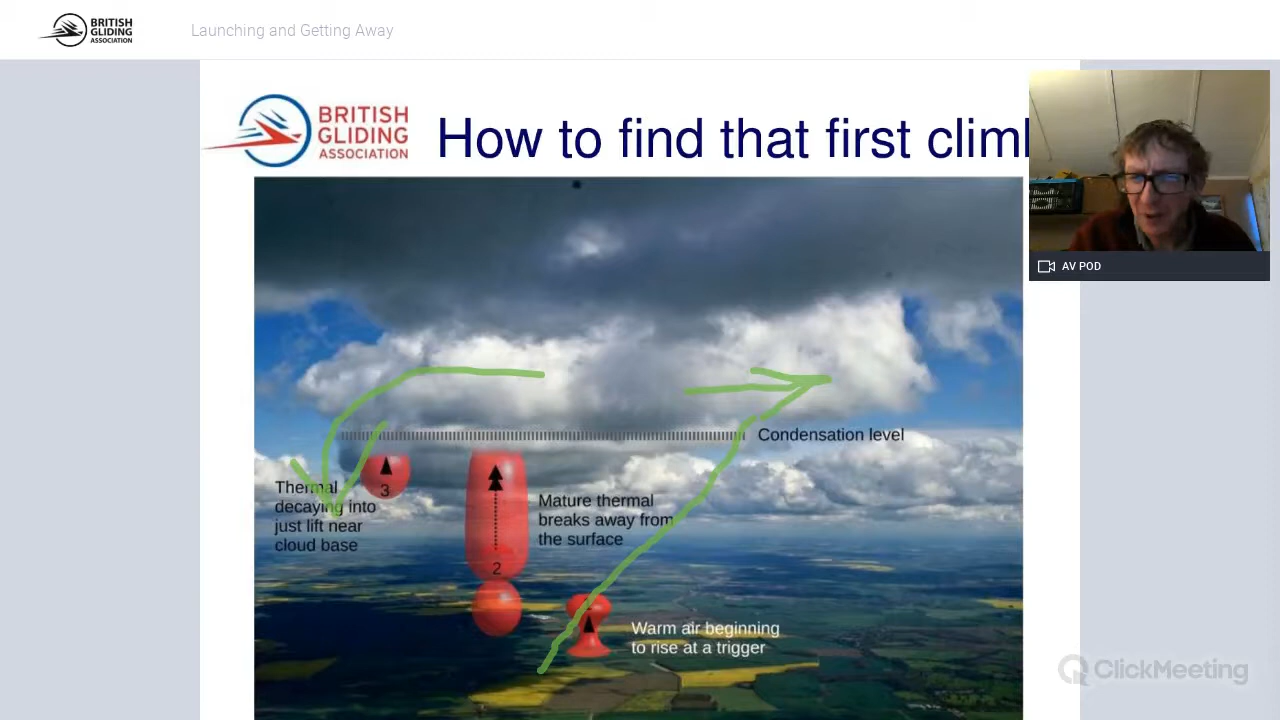 BRITISH
GLIDING
ASSOCIATION
Launching and Getting Away
BRITISH
GLIDING
ASSOCIATION
How to find that first clim
AV POD
Condensation level
3
Thermal
decaying into
just lift near
cloud base
Mature thermal
breaks away from
the surface
2
Warm air beginning
to rise at a trigger
ClickMeeting